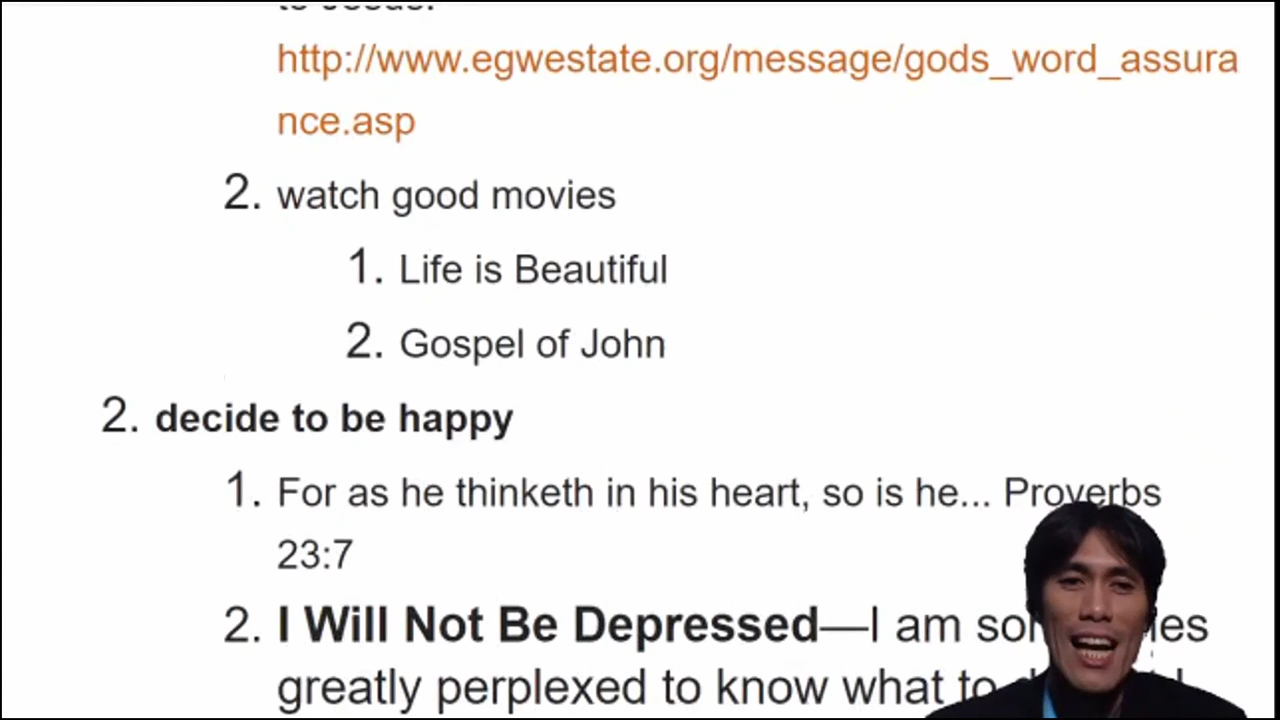 to Jesus.
http://www.egwestate.org/message/gods_word_assura
nce.asp
2. watch good movies
1. Life is Beautiful
2. Gospel of John
2. decide to be happy
1. For as he thinketh in his heart, so is he... Proverbs
23:7
2. I Will Not Be Depressed—I am
greatly perplexed to know what to